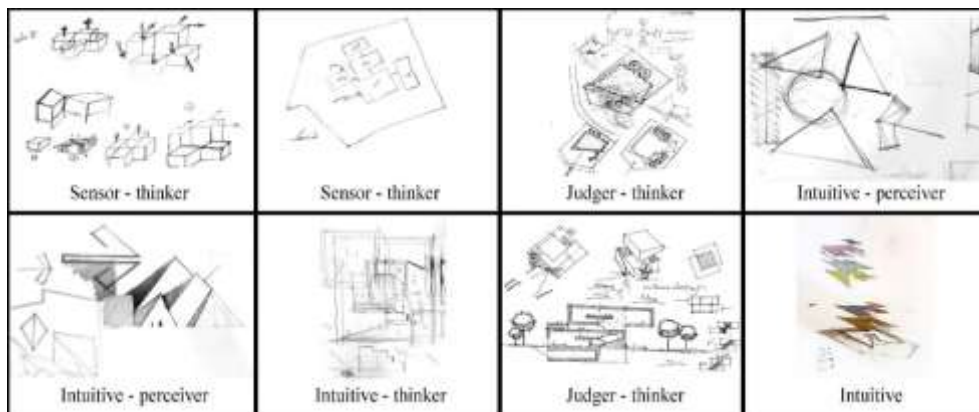 Sensor - thinker
Sensor - thinker
Judger - thinker
Intuitive - perceiver
Intuitive - perceiver
Intuitive - thinker
Judger - thinker
Intuitive